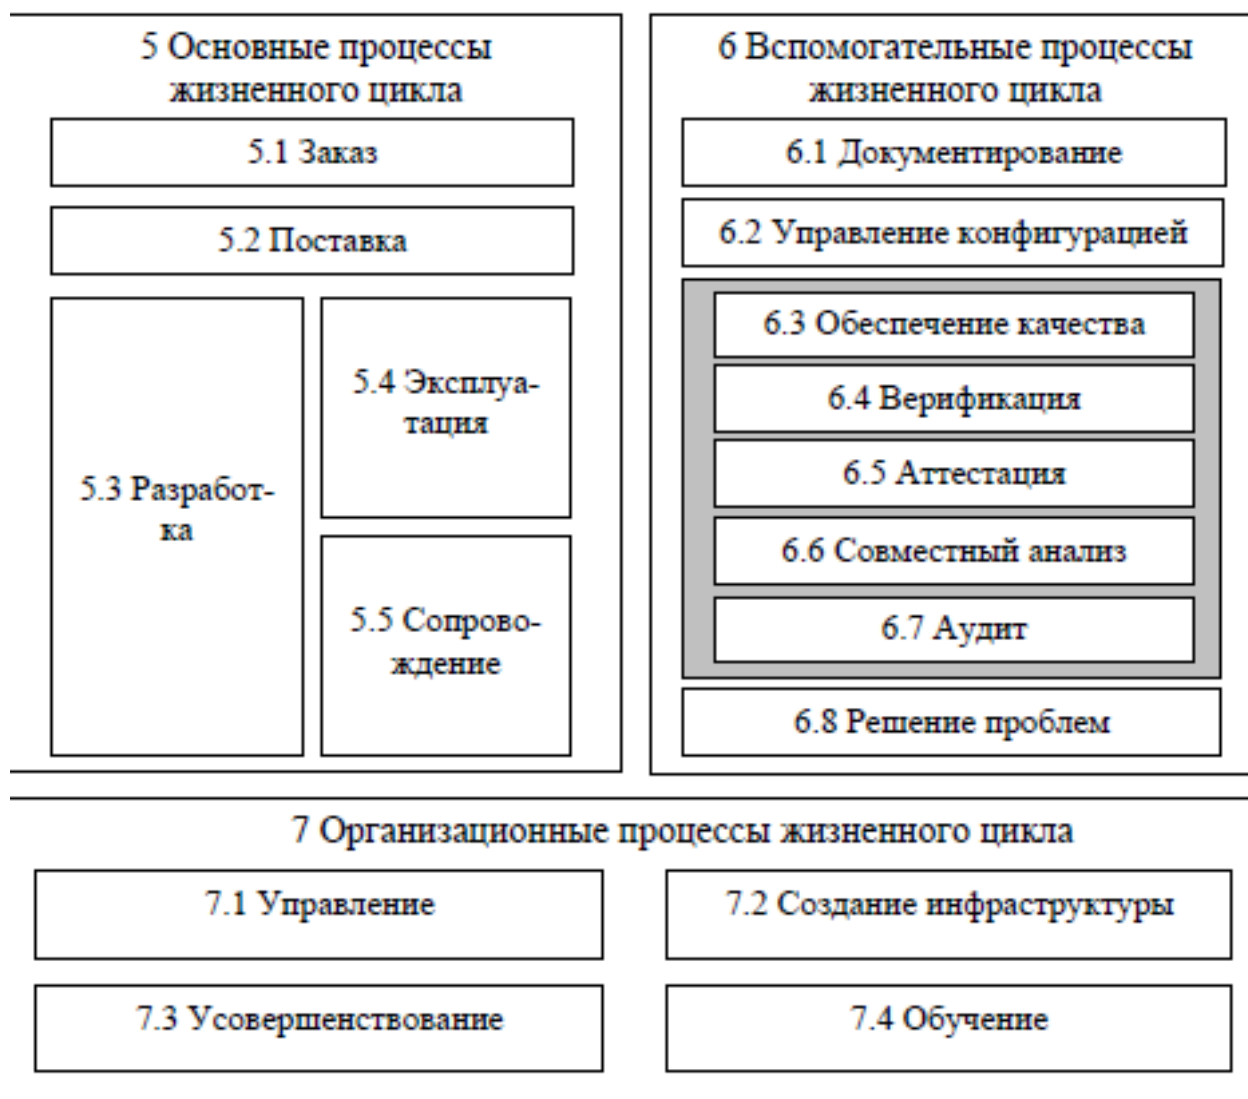 5 Основные процессы
жизненного цикла
5.1 Заказ
5.2 Поставка
5.3 Разработ-
ка
5.4 Эксплуа-
тация
5.5 Сопрово-
ждение
6 Вспомогательные процессы
жизненного цикла
6.1 Документирование
6.2 Управление конфигурацией
6.3 Обеспечение качества
6.4 Верификация
6.5 Аттестация
6.6 Совместный анализ
6.7 Аудит
6.8 Решение проблем
7 Организационные процессы жизненного цикла
7.1 Управление
7.2 Создание инфраструктуры
7.3 Усовершенствование
7.4 Обучение